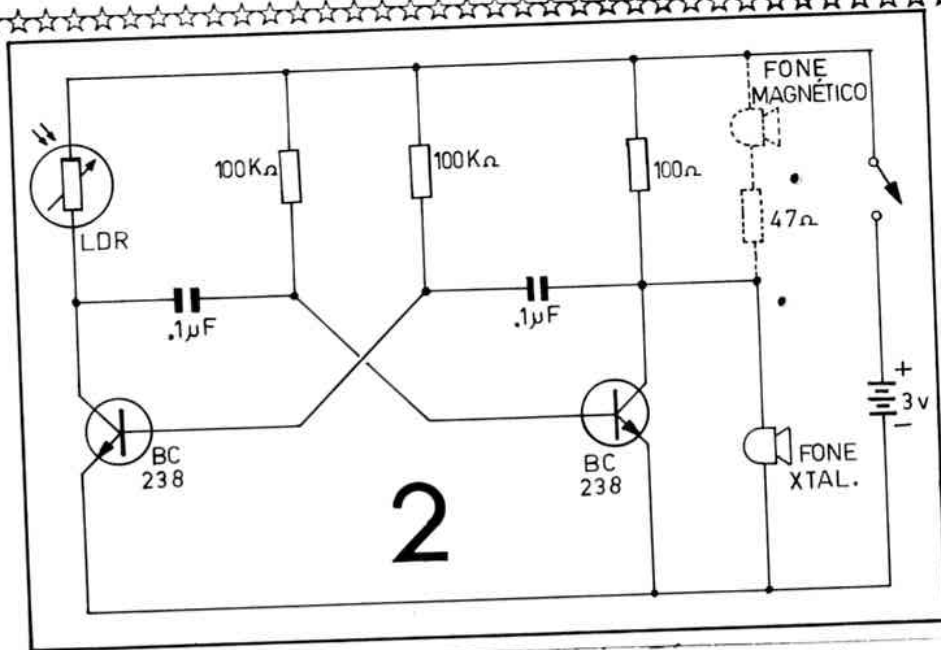 FONE
MAGNÉTICO
100KΩ
100KΩ
100Ω
47Ω
LDR
.1µF
.1µF
+
3v
-
BC
238
BC
238
FONE
XTAL.
2